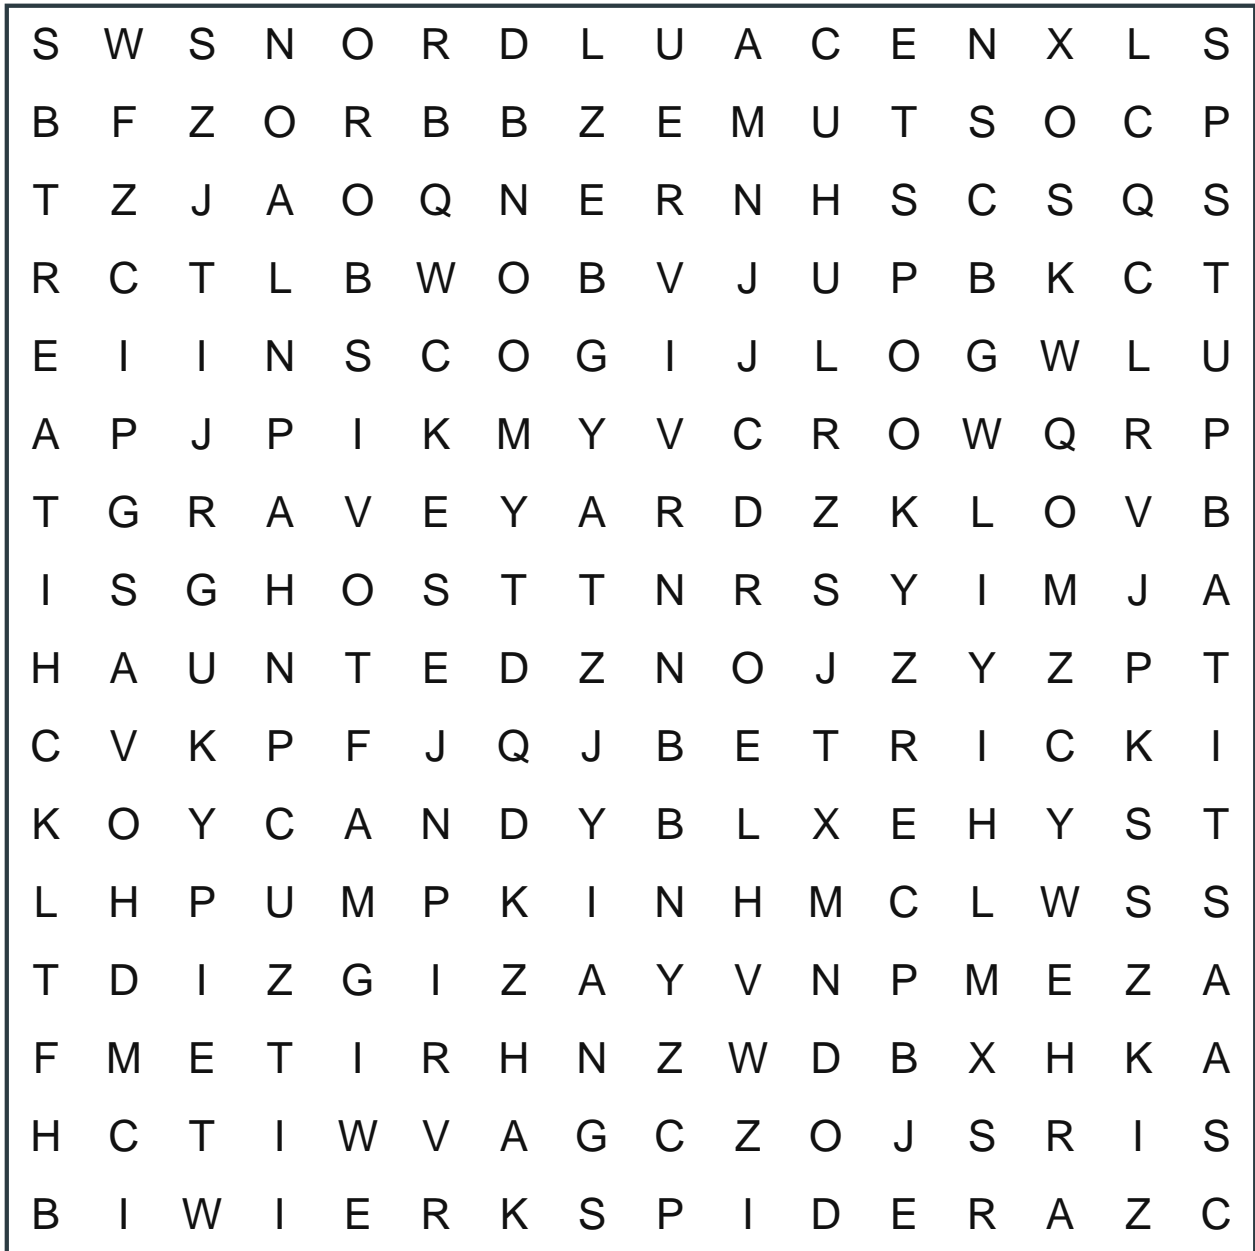 S W S N O R D L U A C E N X L S
B F Z O R B B Z E M U T S O C P
T Z J A O Q N E R N H S C S Q S
R C T L B W O B V J U P B K C T
E I I N S C O G I J L O G W L U
A P J P I K M Y V C R O W Q R P
T G R A V E Y A R D Z K L O V B
I S G H O S T T N R S Y I M J A
H A U N T E D Z N O J Z Y Z P T
C V K P F J Q J B E T R I C K I
K O Y C A N D Y B L X E H Y S T
L H P U M P K I N H M C L W S S
T D I Z G I Z A Y V N P M E Z A
F M E T I R H N Z W D B X H K A
H C T I W V A G C Z O J S R I S
B I W I E R K S P I D E R A Z C